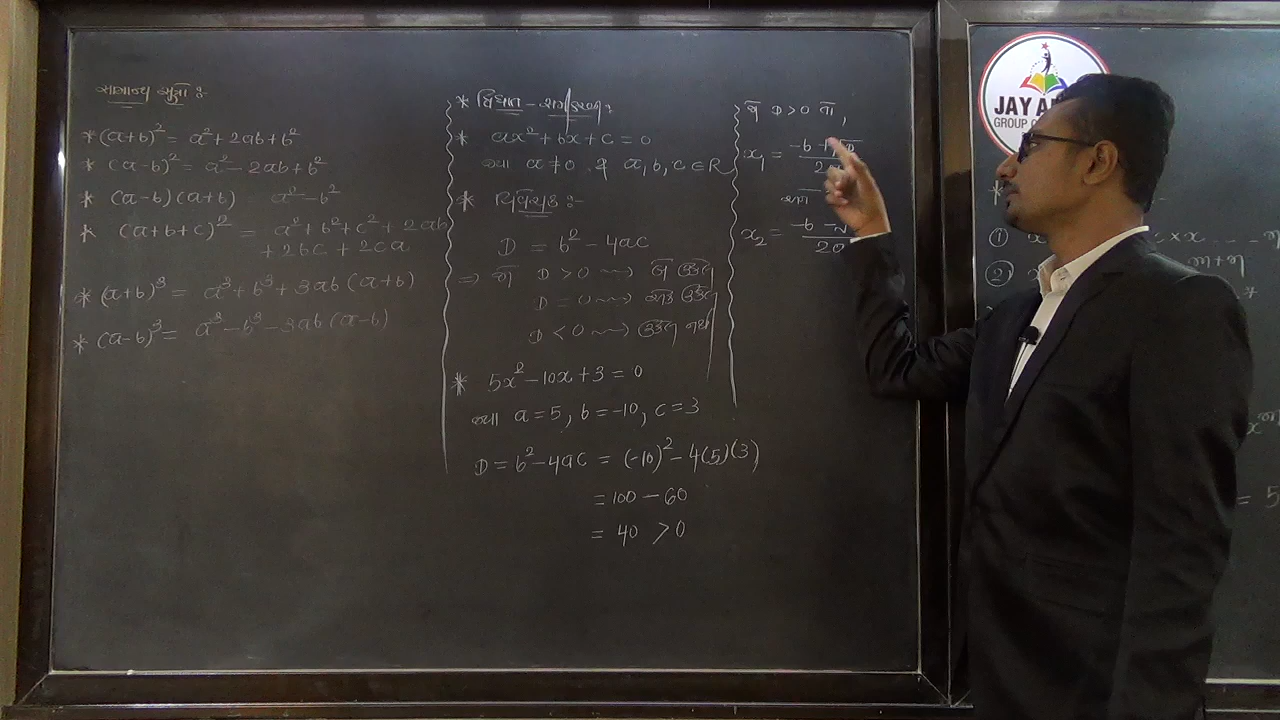 સામાન્ય સૂત્રો :-
* (a+b)² = a² + 2ab + b²
* (a-b)² = a² - 2ab + b²
* (a-b)(a+b) = a² - b²
* (a+b+c)² = a² + b² + c² + 2ab
+ 2bc + 2ca
* (a+b)³ = a³ + b³ + 3ab(a+b)
* (a-b)³ = a³ - b³ - 3ab(a-b)
* દ્વિઘાત - સમીકરણ :
* ax² + bx + c = 0
જ્યાં a ≠ 0 & a, b, c ∈ R
* વિવેચક :-
D = b² - 4ac
⇒ જો D > 0 ⟿ બે ઉકેલ
D = 0 ⟿ એક ઉકેલ
D < 0 ⟿ ઉકેલ નથી
* 5x² - 10x + 3 = 0
જ્યાં a = 5, b = -10, c = 3
D = b² - 4ac = (-10)² - 4(5)(3)
= 100 - 60
= 40 > 0
D > 0 તો,
x₁ = -b
x₂ = -b -√
JAY A
GROUP
①
②
m+n
= 5